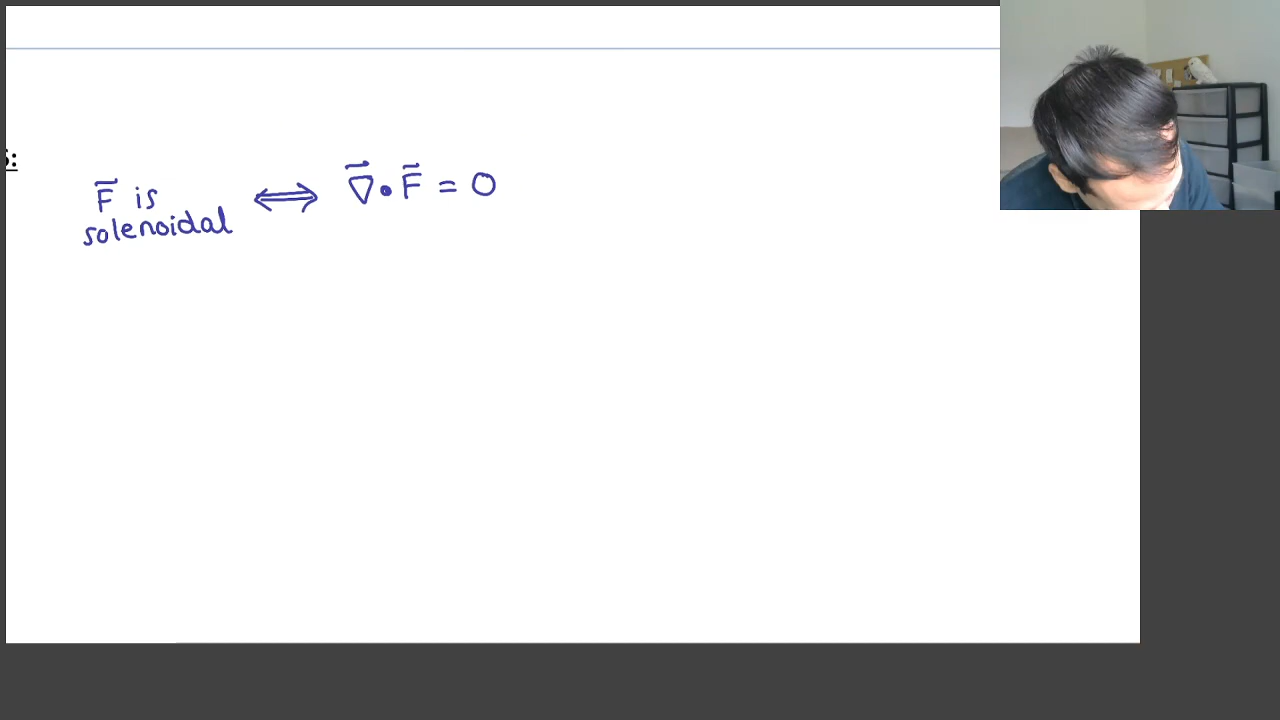 s:
F⃗ is ⟺ ∇⃗ • F⃗ = 0
solenoidal